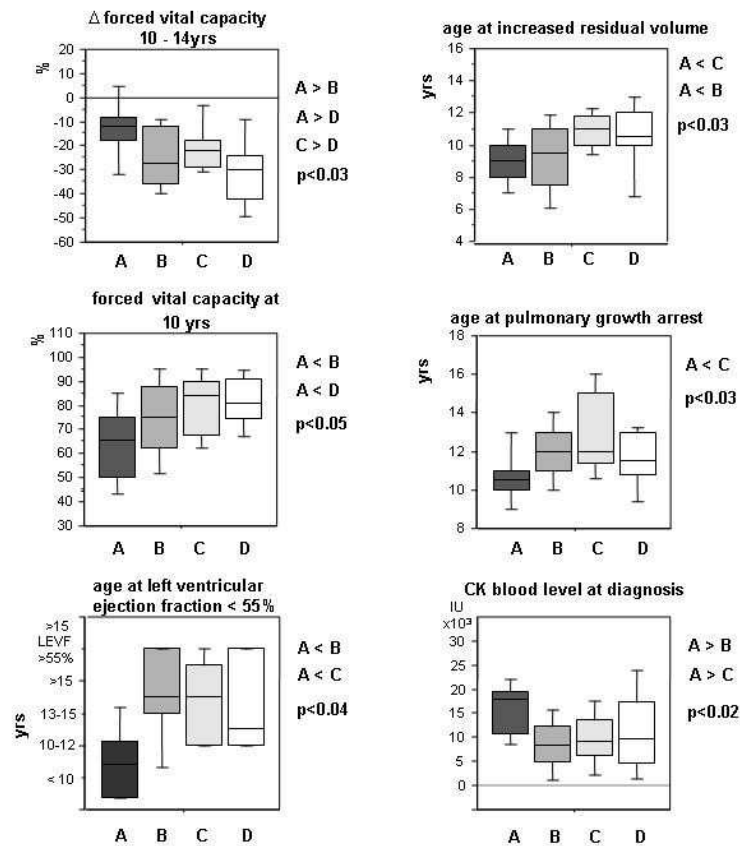 Δ forced vital capacity
10 - 14yrs
%
20
10
0
-10
-20
-30
-40
-50
-60
A B C D
A > B
A > D
C > D
p<0.03
age at increased residual volume
yrs
16
14
12
10
8
6
4
A B C D
A < C
A < B
p<0.03
forced vital capacity at
10 yrs
%
110
100
90
80
70
60
50
40
30
A B C D
A < B
A < D
p<0.05
age at pulmonary growth arrest
yrs
18
16
14
12
10
8
A B C D
A < C
p<0.03
age at left ventricular
ejection fraction < 55%
>15
LEVF
>55%
>15
13-15
10-12
< 10
yrs
A B C D
A < B
A < C
p<0.04
CK blood level at diagnosis
IU
x10³
30
25
20
15
10
5
0
A B C D
A > B
A > C
p<0.02